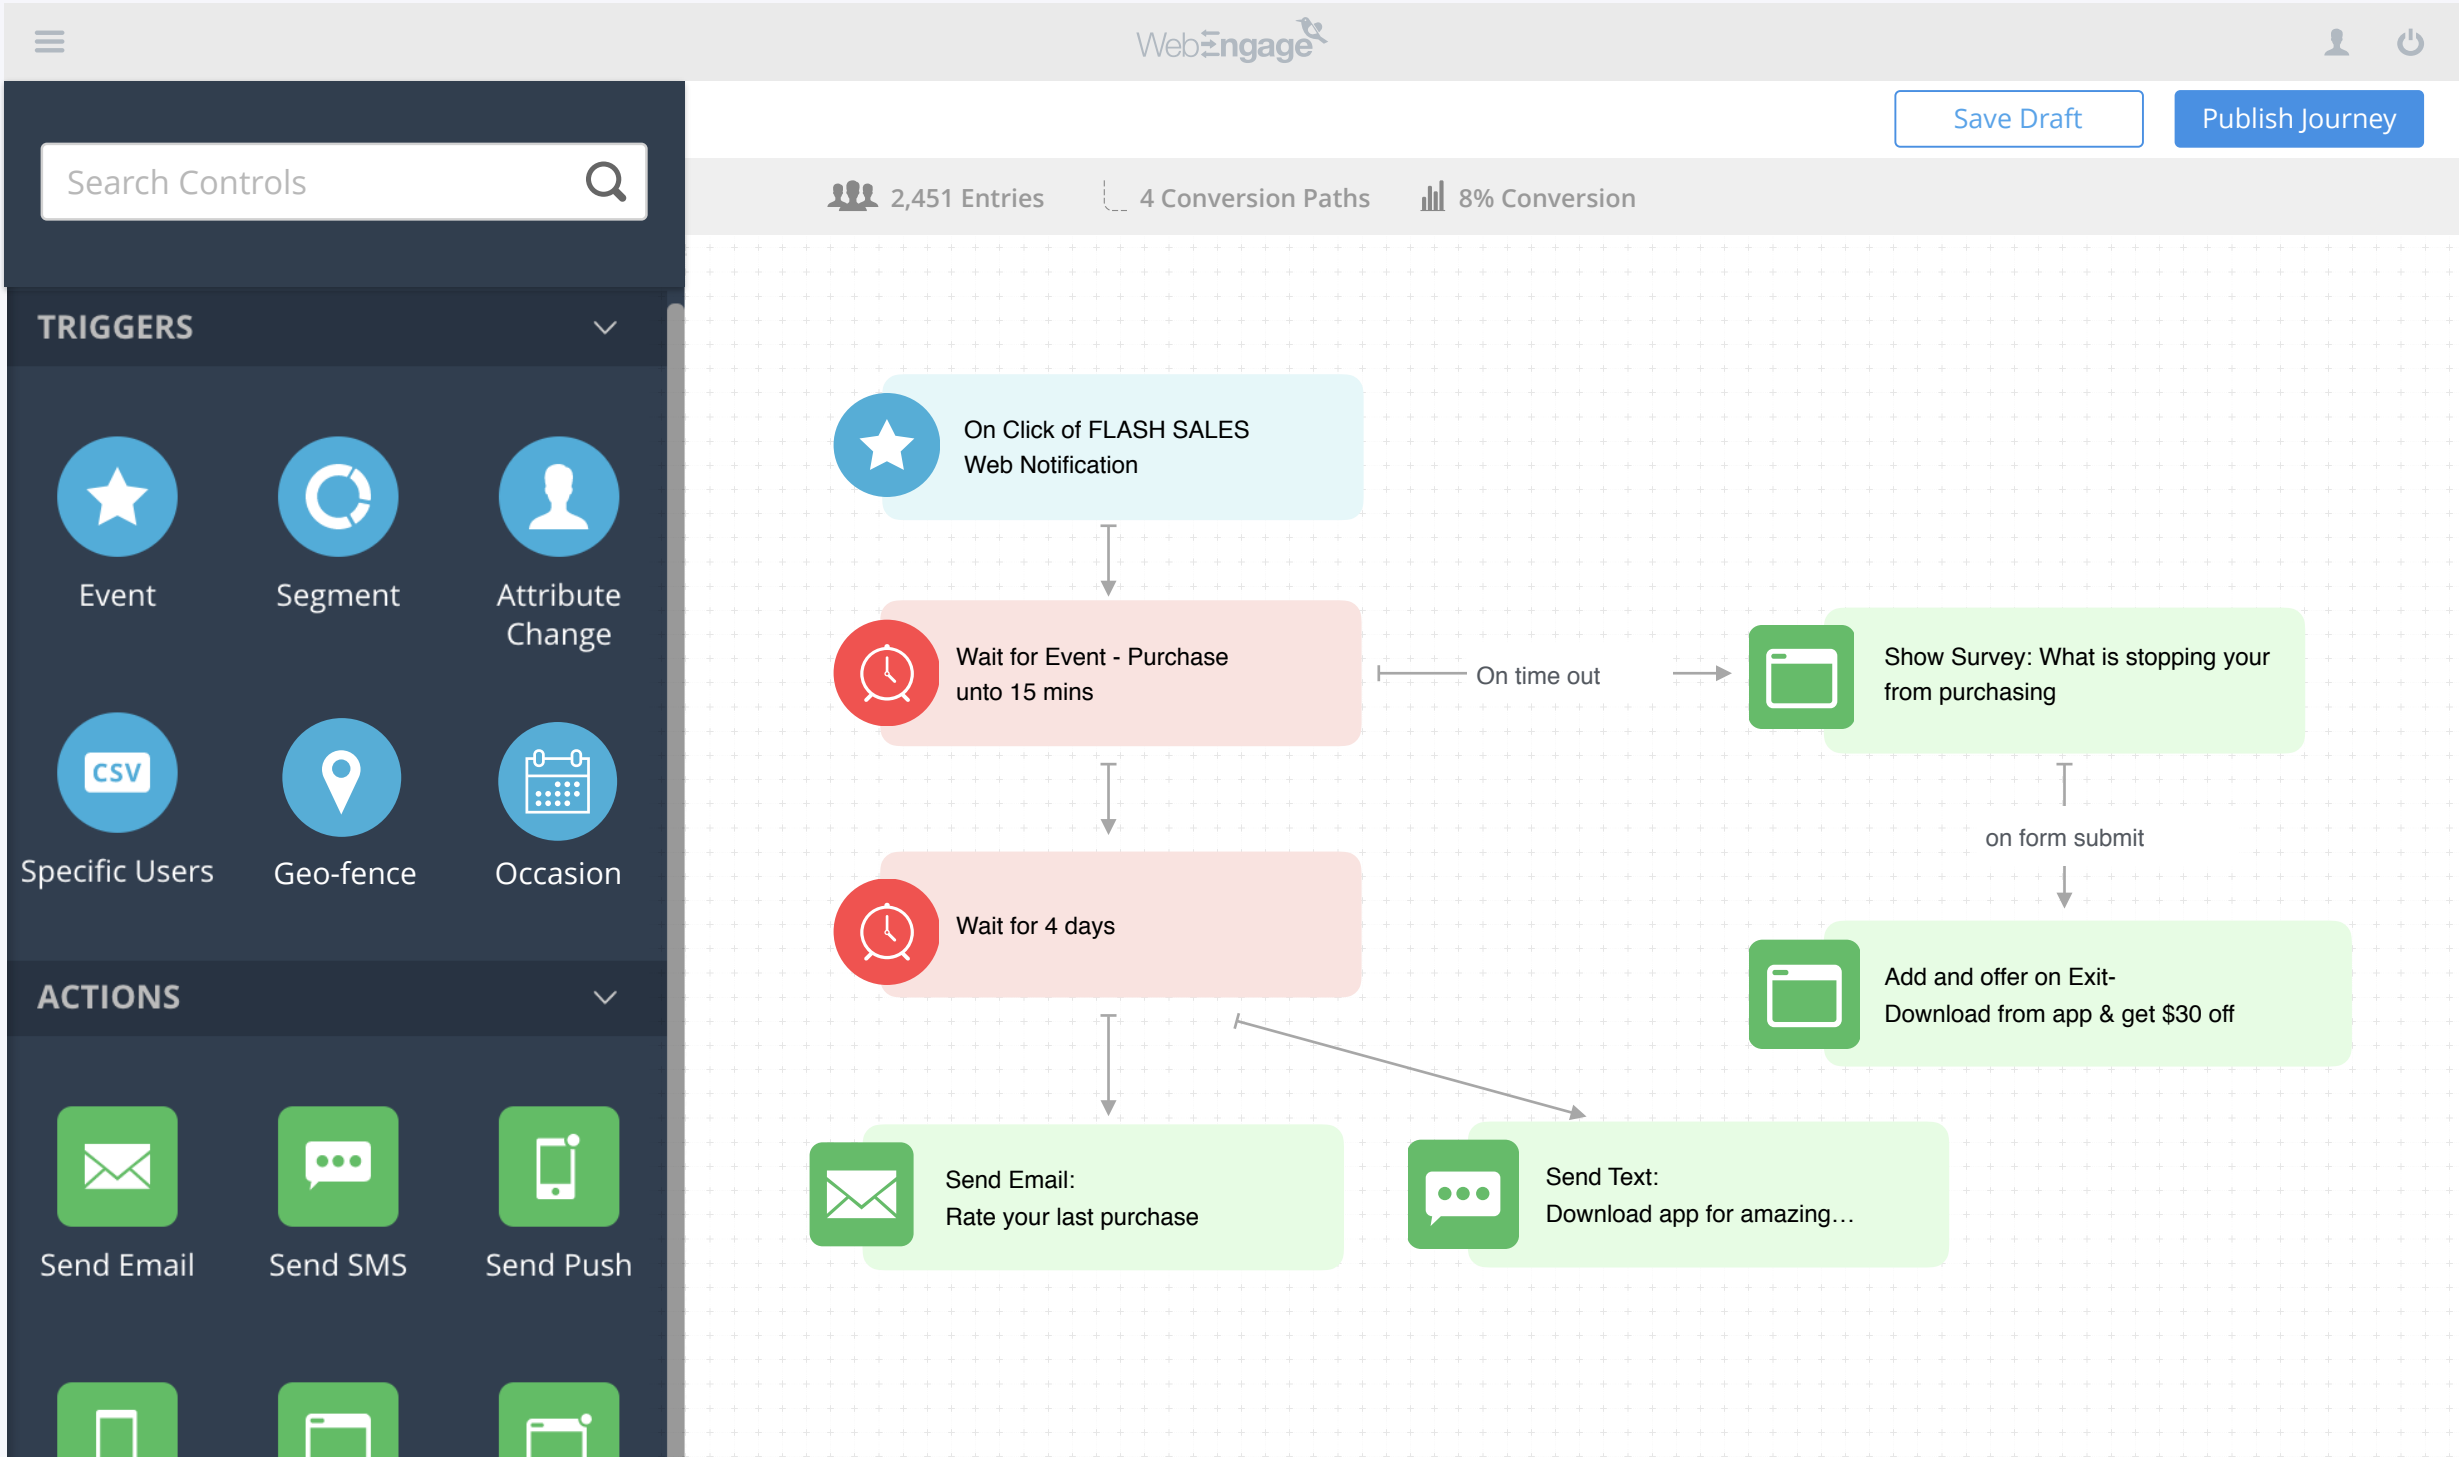 WebEngage
Save Draft
Publish Journey
Search Controls
2,451 Entries
4 Conversion Paths
8% Conversion
TRIGGERS
Event
Segment
Attribute
Change
CSV
Specific Users
Geo-fence
Occasion
ACTIONS
Send Email
Send SMS
Send Push
On Click of FLASH SALES
Web Notification
Wait for Event - Purchase
unto 15 mins
On time out
Show Survey: What is stopping your
from purchasing
on form submit
Wait for 4 days
Add and offer on Exit-
Download from app & get $30 off
Send Email:
Rate your last purchase
Send Text:
Download app for amazing…